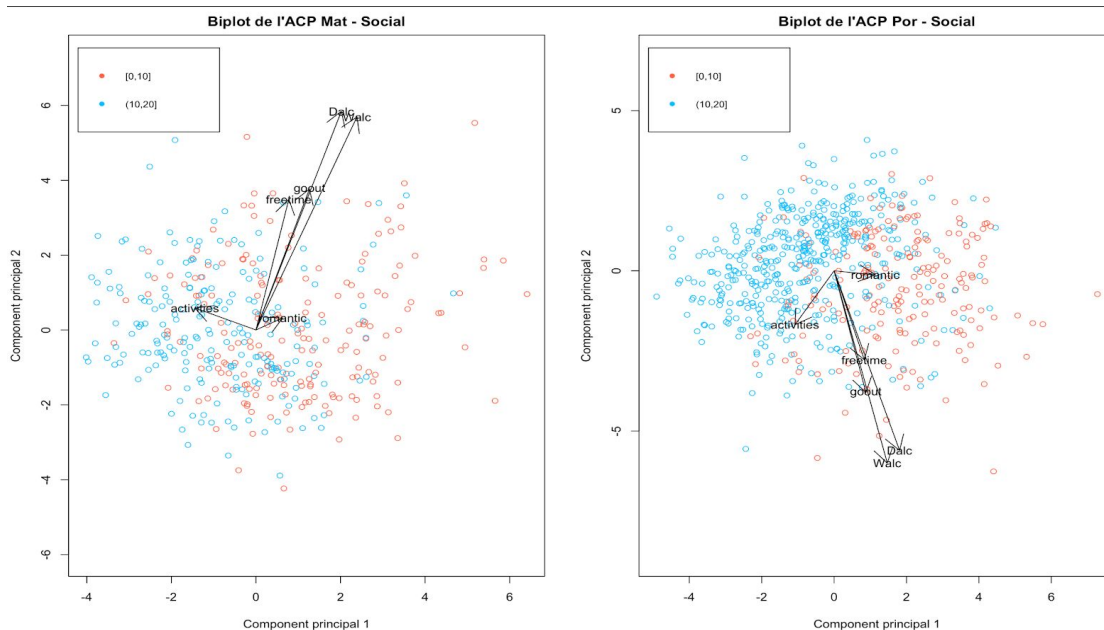 Biplot de l'ACP Mat - Social
[0,10]
(10,20]
Component principal 2
6
4
2
0
-2
-4
-6
Dalc
Walc
goout
freetime
activities
romantic
-4
-2
0
2
4
6
Component principal 1
Biplot de l'ACP Por - Social
[0,10]
(10,20]
Component principal 2
5
0
-5
romantic
activities
freetime
goout
Dalc
Walc
-4
-2
0
2
4
6
Component principal 1